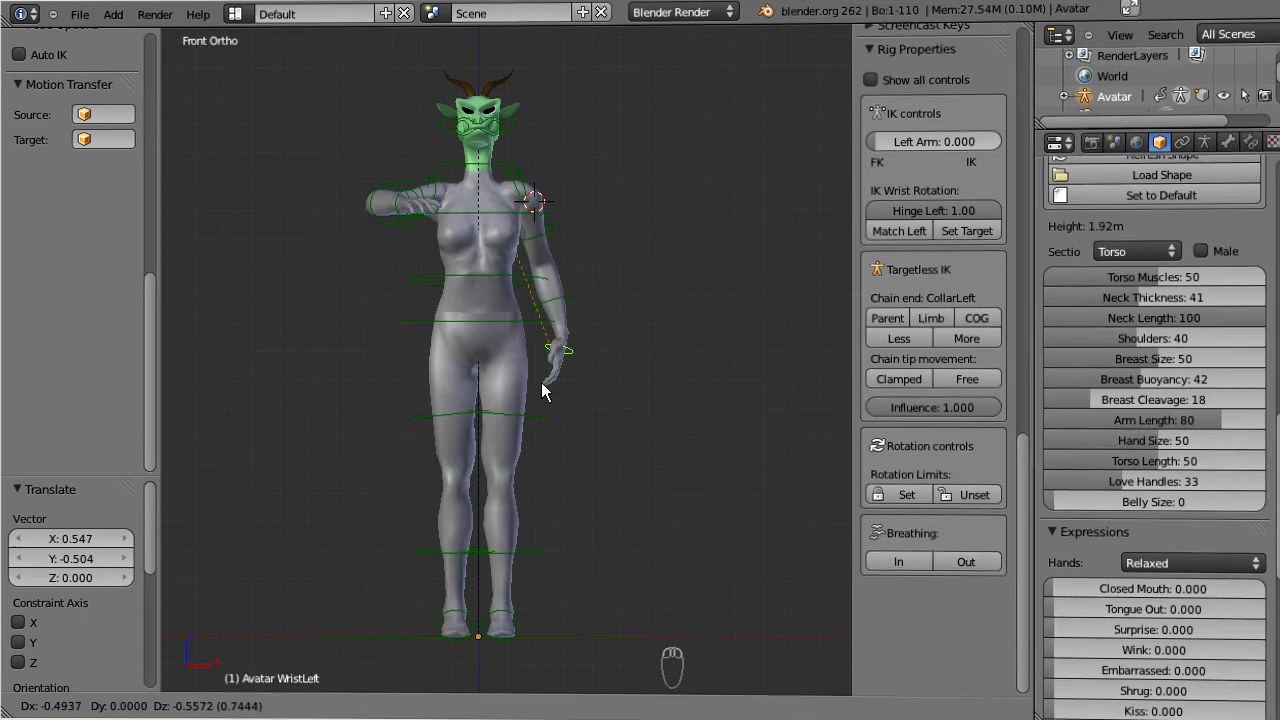 File Add Render Help Default Scene Blender Render blender.org 262 | Bo:1-110 | Mem:27.54M (0.10M) | Avatar
Auto IK
Motion Transfer
Source:
Target:
Translate
Vector
X: 0.547
Y: -0.504
Z: 0.000
Constraint Axis
X
Y
Z
Orientation
Dx: -0.4937 Dy: 0.0000 Dz: -0.5572 (0.7444)
Front Ortho
(1) Avatar WristLeft
Screencast Keys
Rig Properties
Show all controls
IK controls
Left Arm: 0.000
FK IK
IK Wrist Rotation:
Hinge Left: 1.00
Match Left Set Target
Targetless IK
Chain end: CollarLeft
Parent Limb COG
Less More
Chain tip movement:
Clamped Free
Influence: 1.000
Rotation controls
Rotation Limits:
Set Unset
Breathing:
In Out
View Search All Scenes
RenderLayers
World
Avatar
Refresh Shape
Load Shape
Set to Default
Height: 1.92m
Sectio Torso Male
Torso Muscles: 50
Neck Thickness: 41
Neck Length: 100
Shoulders: 40
Breast Size: 50
Breast Buoyancy: 42
Breast Cleavage: 18
Arm Length: 80
Hand Size: 50
Torso Length: 50
Love Handles: 33
Belly Size: 0
Expressions
Hands: Relaxed
Closed Mouth: 0.000
Tongue Out: 0.000
Surprise: 0.000
Wink: 0.000
Embarrassed: 0.000
Shrug: 0.000
Kiss: 0.000